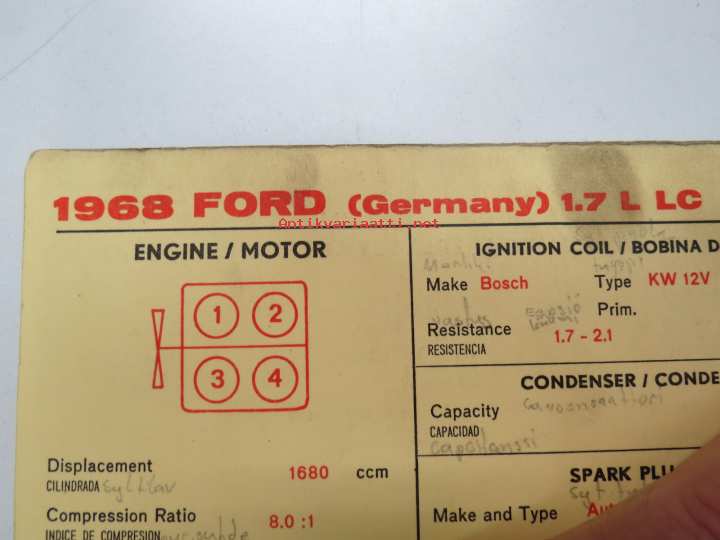 1968 FORD (Germany) 1.7 L LC
Antikvariaatti.net
ENGINE / MOTOR
1 2
3 4
Displacement 1680 ccm
CILINDRADA
Compression Ratio 8.0 :1
INDICE DE COMPRESION
IGNITION COIL / BOBINA D
Make Bosch Type KW 12V
Prim.
Resistance 1.7 - 2.1
RESISTENCIA
CONDENSER / CONDE
Capacity
CAPACIDAD
SPARK PLU
Make and Type Aut